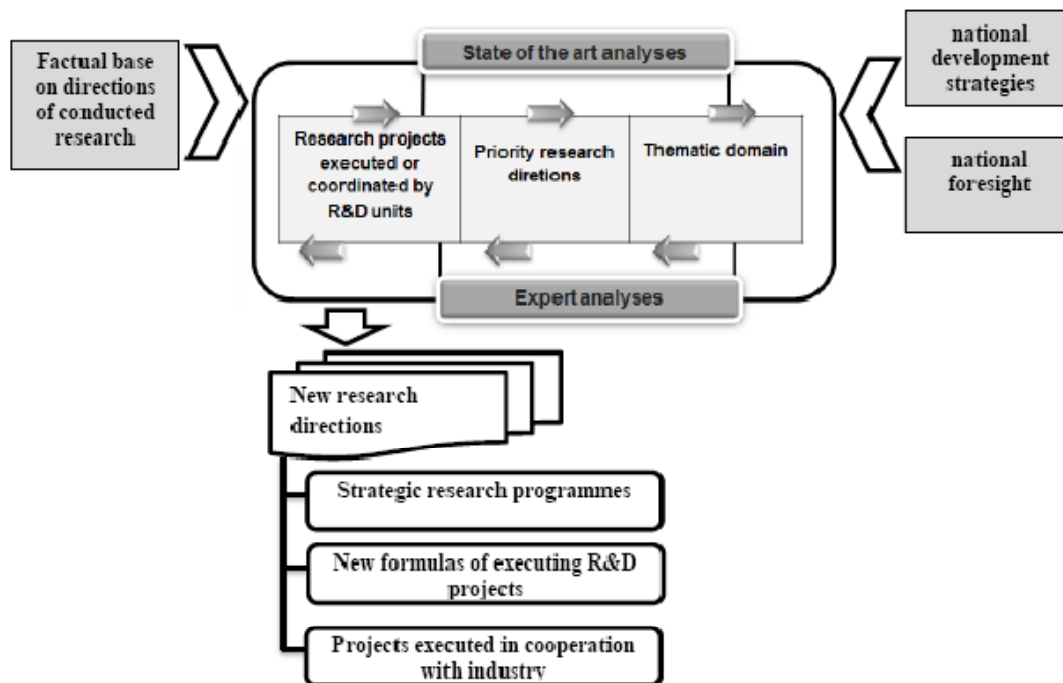 Factual base
on directions
of conducted
research
State of the art analyses
national
development
strategies
national
foresight
Research projects
executed or
coordinated by
R&D units
Priority research
diretions
Thematic domain
Expert analyses
New research
directions
Strategic research programmes
New formulas of executing R&D
projects
Projects executed in cooperation
with industry